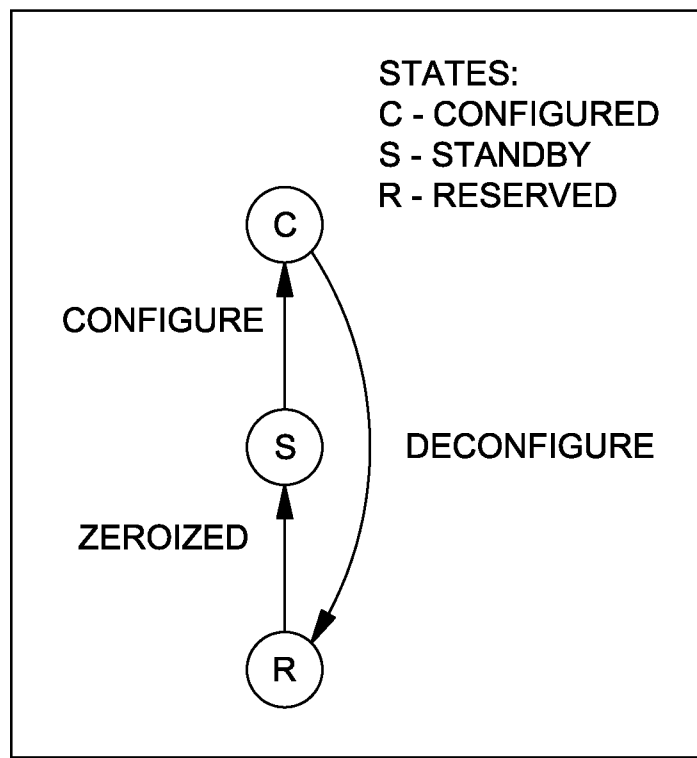 STATES:
C - CONFIGURED
S - STANDBY
R - RESERVED
C
CONFIGURE
S
DECONFIGURE
ZEROIZED
R